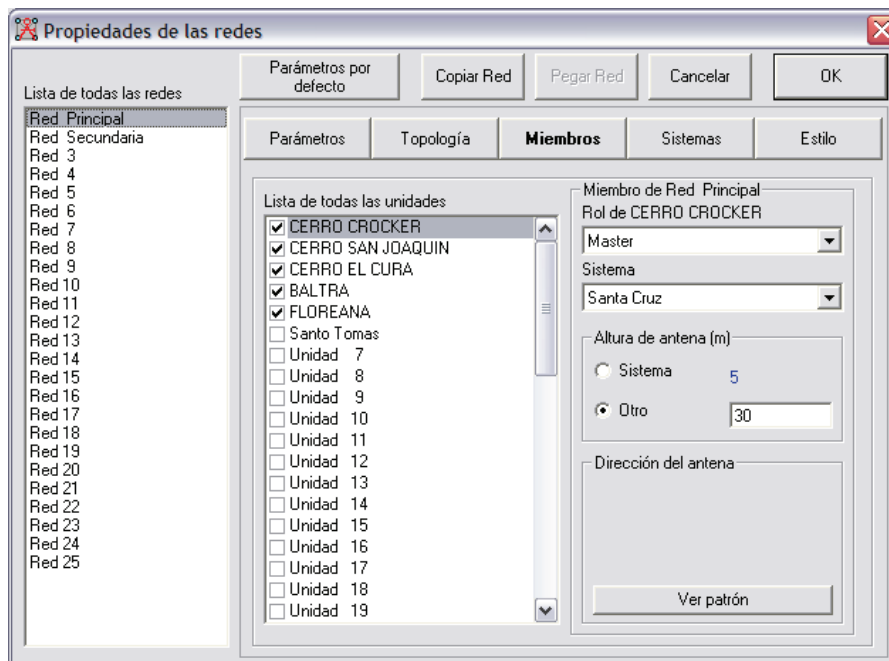 Propiedades de las redes
Parámetros por
defecto
Copiar Red
Pegar Red
Cancelar
OK
Lista de todas las redes
Red Principal
Red Secundaria
Red 3
Red 4
Red 5
Red 6
Red 7
Red 8
Red 9
Red 10
Red 11
Red 12
Red 13
Red 14
Red 15
Red 16
Red 17
Red 18
Red 19
Red 20
Red 21
Red 22
Red 23
Red 24
Red 25
Parámetros
Topología
Miembros
Sistemas
Estilo
Lista de todas las unidades
CERRO CROCKER
CERRO SAN JOAQUIN
CERRO EL CURA
BALTRA
FLOREANA
Santo Tomas
Unidad 7
Unidad 8
Unidad 9
Unidad 10
Unidad 11
Unidad 12
Unidad 13
Unidad 14
Unidad 15
Unidad 16
Unidad 17
Unidad 18
Unidad 19
Miembro de Red Principal
Rol de CERRO CROCKER
Master
Sistema
Santa Cruz
Altura de antena (m)
Sistema 5
Otro 30
Dirección del antena
Ver patrón